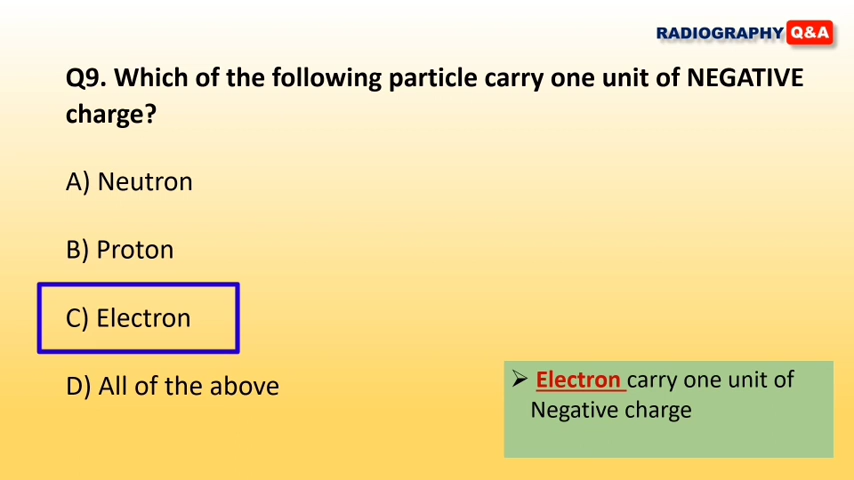 RADIOGRAPHY Q&A
Q9. Which of the following particle carry one unit of NEGATIVE
charge?
A) Neutron
B) Proton
C) Electron
D) All of the above
➢ Electron carry one unit of
Negative charge